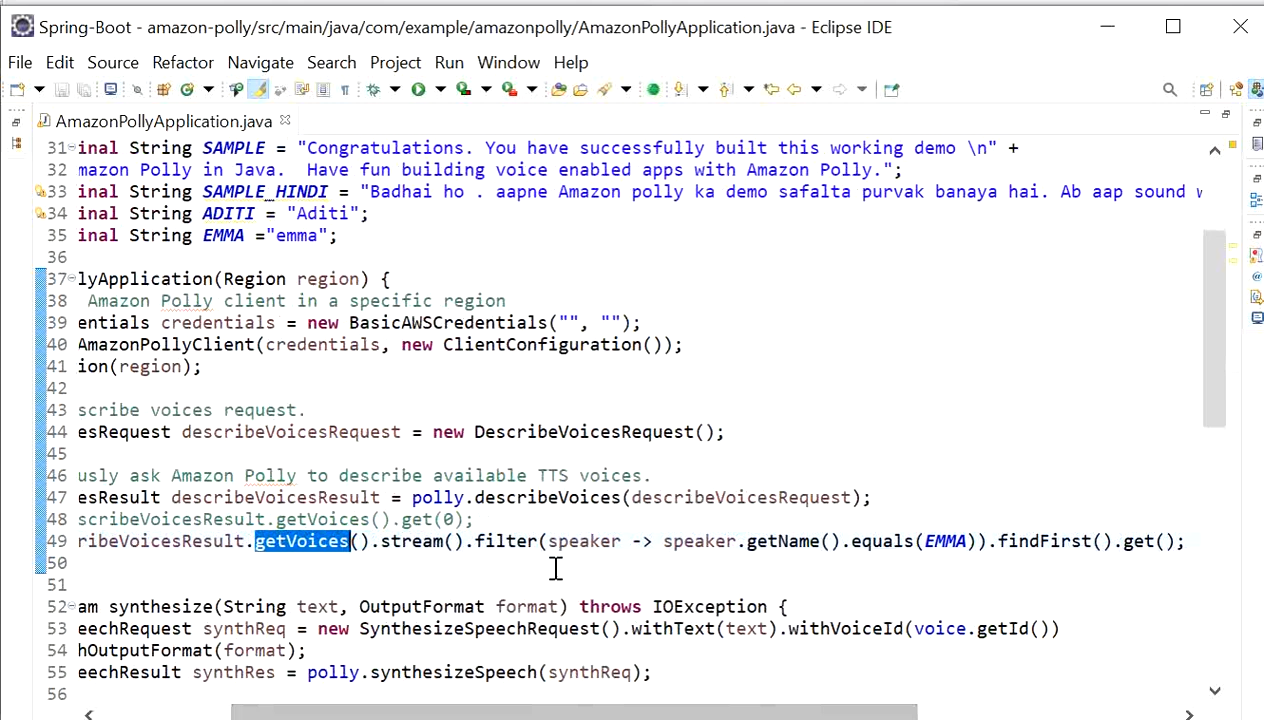 Spring-Boot - amazon-polly/src/main/java/com/example/amazonpolly/AmazonPollyApplication.java - Eclipse IDE
File Edit Source Refactor Navigate Search Project Run Window Help
AmazonPollyApplication.java
31 inal String SAMPLE = "Congratulations. You have successfully built this working demo \n" +
32 mazon Polly in Java.  Have fun building voice enabled apps with Amazon Polly.";
33 inal String SAMPLE_HINDI = "Badhai ho . aapne Amazon polly ka demo safalta purvak banaya hai. Ab aap sound w
34 inal String ADITI = "Aditi";
35 inal String EMMA ="emma";
36
37 lyApplication(Region region) {
38 Amazon Polly client in a specific region
39 entials credentials = new BasicAWSCredentials("", "");
40 AmazonPollyClient(credentials, new ClientConfiguration());
41 ion(region);
42
43 scribe voices request.
44 esRequest describeVoicesRequest = new DescribeVoicesRequest();
45
46 usly ask Amazon Polly to describe available TTS voices.
47 esResult describeVoicesResult = polly.describeVoices(describeVoicesRequest);
48 scribeVoicesResult.getVoices().get(0);
49 ribeVoicesResult.getVoices().stream().filter(speaker -> speaker.getName().equals(EMMA)).findFirst().get();
50
51
52 am synthesize(String text, OutputFormat format) throws IOException {
53 eechRequest synthReq = new SynthesizeSpeechRequest().withText(text).withVoiceId(voice.getId())
54 hOutputFormat(format);
55 eechResult synthRes = polly.synthesizeSpeech(synthReq);
56